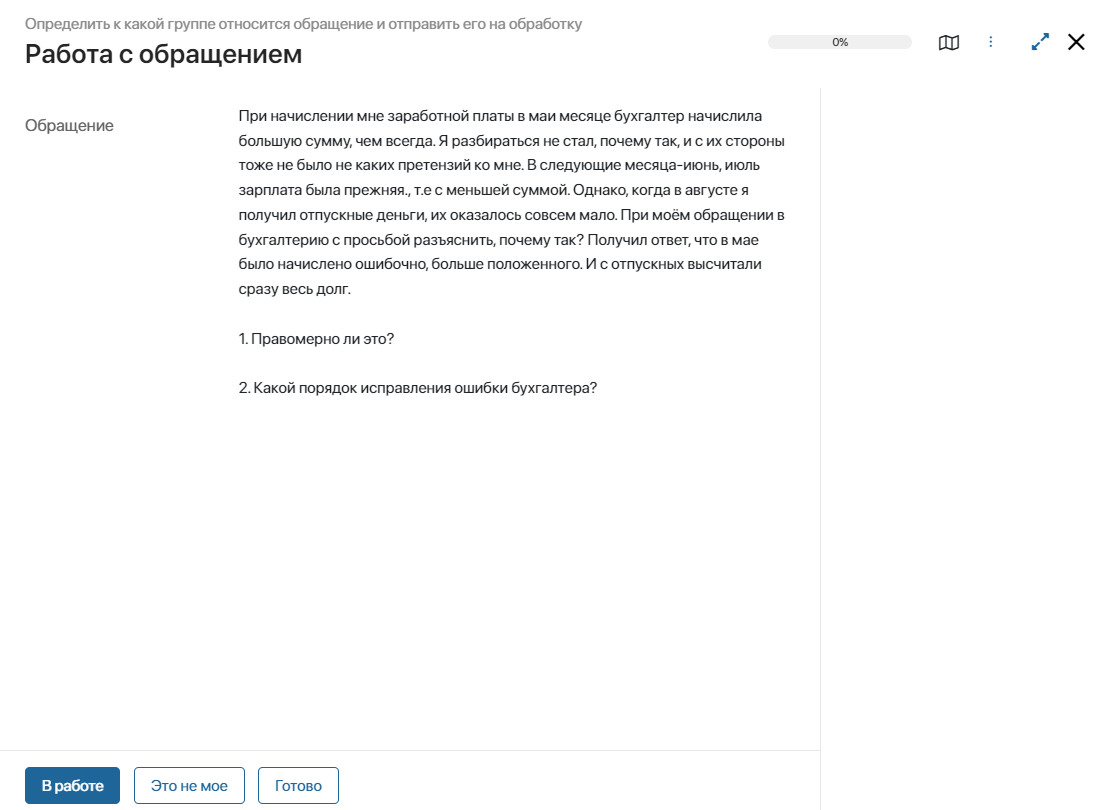 Определить к какой группе относится обращение и отправить его на обработку
Работа с обращением
0%
Обращение
При начислении мне заработной платы в маи месяце бухгалтер начислила
большую сумму, чем всегда. Я разбираться не стал, почему так, и с их стороны
тоже не было не каких претензий ко мне. В следующие месяца-июнь, июль
зарплата была прежняя., т.е с меньшей суммой. Однако, когда в августе я
получил отпускные деньги, их оказалось совсем мало. При моём обращении в
бухгалтерию с просьбой разъяснить, почему так? Получил ответ, что в мае
было начислено ошибочно, больше положенного. И с отпускных высчитали
сразу весь долг.
1. Правомерно ли это?
2. Какой порядок исправления ошибки бухгалтера?
В работе
Это не мое
Готово